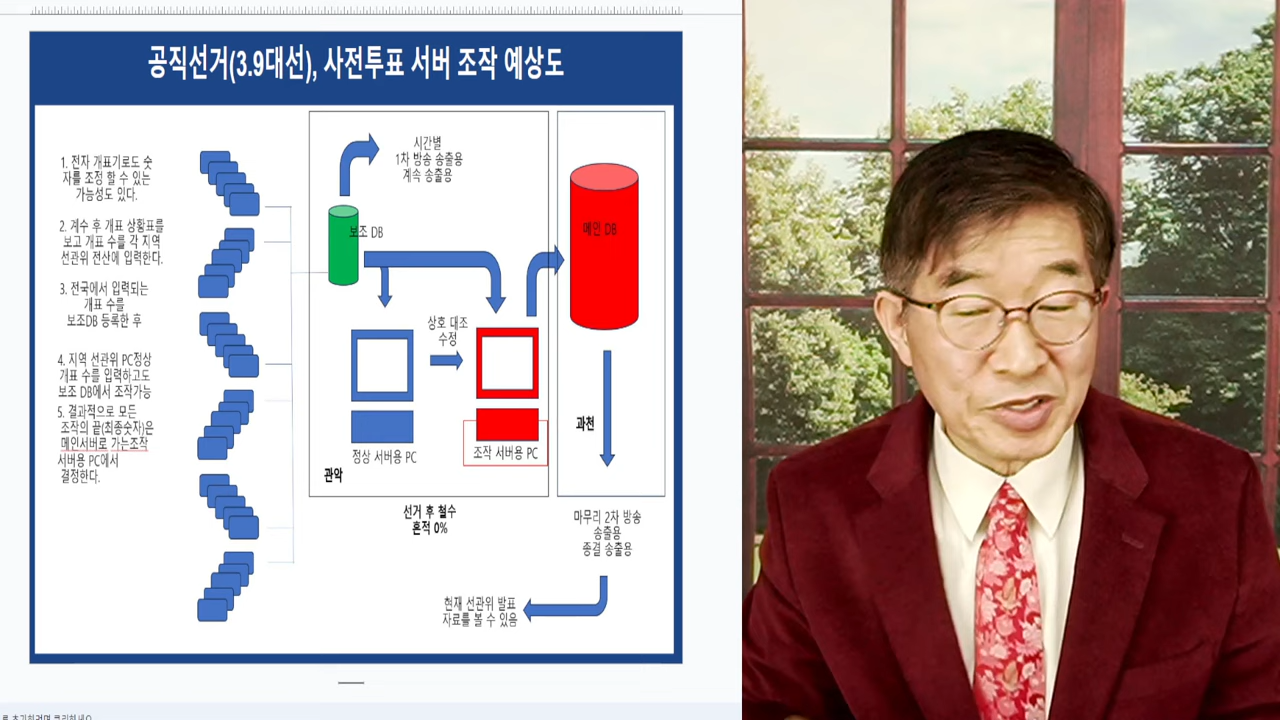 공직선거(3.9대선), 사전투표 서버 조작 예상도
1. 전자 개표기로도 숫
자를 조정 할 수 있는
가능성도 있다.
2. 계수 후 개표 상황표를
보고 개표 수를 각 지역
선관위 전산에 입력한다.
3. 전국에서 입력되는
개표 수를
보조DB 등록한 후
4. 지역 선관위 PC정상
개표 수를 입력하고도
보조 DB에서 조작가능
5. 결과적으로 모든
조작의 끝(최종숫자)은
메인서버로 가는조작
서버용 PC에서
결정한다.
시간별
1차 방송 송출용
계속 송출용
보조 DB
상호 대조
수정
정상 서버용 PC
조작 서버용 PC
관악
선거 후 철수
흔적 0%
메인 DB
과천
마무리 2차 방송
송출용
종결 송출용
현재 선관위 발표
자료를 볼 수 있음